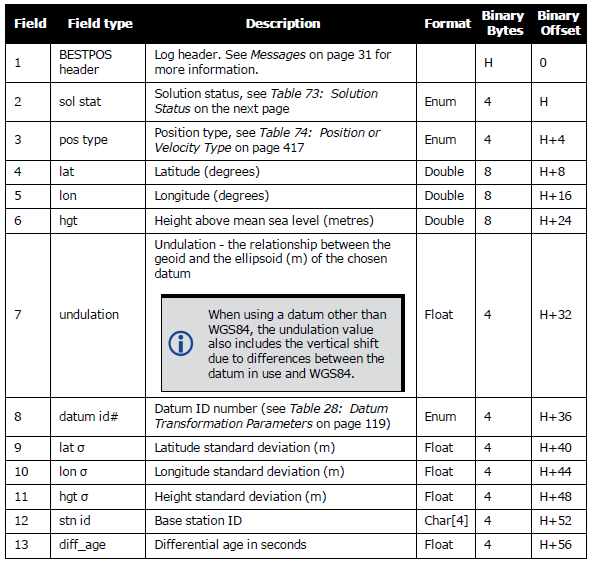 Field Field type Description Format Binary Bytes Binary Offset
1 BESTPOS header Log header. See Messages on page 31 for more information. H 0
2 sol stat Solution status, see Table 73: Solution Status on the next page Enum 4 H
3 pos type Position type, see Table 74: Position or Velocity Type on page 417 Enum 4 H+4
4 lat Latitude (degrees) Double 8 H+8
5 lon Longitude (degrees) Double 8 H+16
6 hgt Height above mean sea level (metres) Double 8 H+24
7 undulation Undulation - the relationship between the geoid and the ellipsoid (m) of the chosen datum
When using a datum other than
WGS84, the undulation value
also includes the vertical shift
due to differences between the
datum in use and WGS84.
Float 4 H+32
8 datum id# Datum ID number (see Table 28: Datum Transformation Parameters on page 119) Enum 4 H+36
9 lat σ Latitude standard deviation (m) Float 4 H+40
10 lon σ Longitude standard deviation (m) Float 4 H+44
11 hgt σ Height standard deviation (m) Float 4 H+48
12 stn id Base station ID Char[4] 4 H+52
13 diff_age Differential age in seconds Float 4 H+56